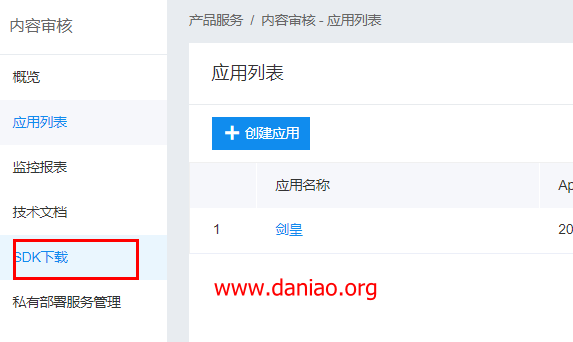 内容审核
概览
应用列表
监控报表
技术文档
SDK下载
私有部署服务管理
产品服务 / 内容审核 - 应用列表
应用列表
创建应用
应用名称 Ap
1 剑皇 20
www.daniao.org